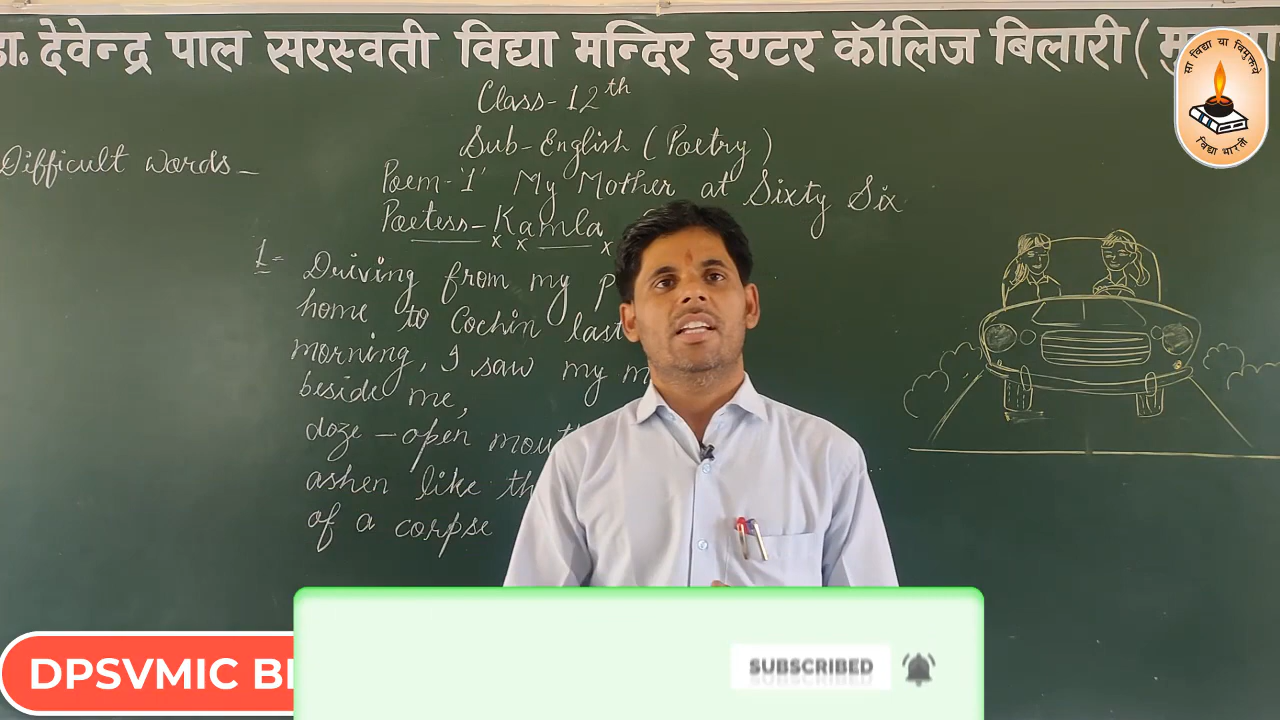 डा. देवेन्द्र पाल सरस्वती विद्या मन्दिर इण्टर कॉलिज बिलारी (
सा विद्या या विमुक्तये
विद्या भारती
Class-12th
Sub-English (Poetry)
Difficult words-
Poem-'1' My Mother at Sixty Six
Poetess-Kamla
1- Driving from my p
home to Cochin last
morning, I saw my m
beside me,
doze-open mouth
ashen like th
of a corpse
DPSVMIC BI
SUBSCRIBED